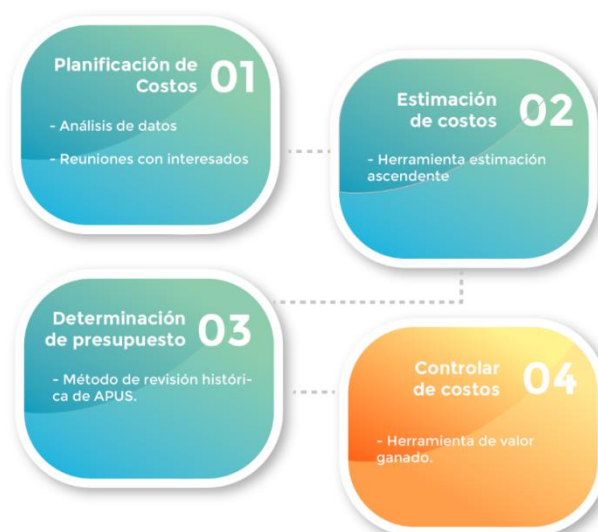 Planificación de
Costos
01
- Análisis de datos
- Reuniones con interesados
Estimación
de costos
02
- Herramienta estimación
ascendente
Determinación
de presupuesto
03
- Método de revisión históri-
ca de APUS.
Controlar
de costos
04
- Herramienta de valor
ganado.